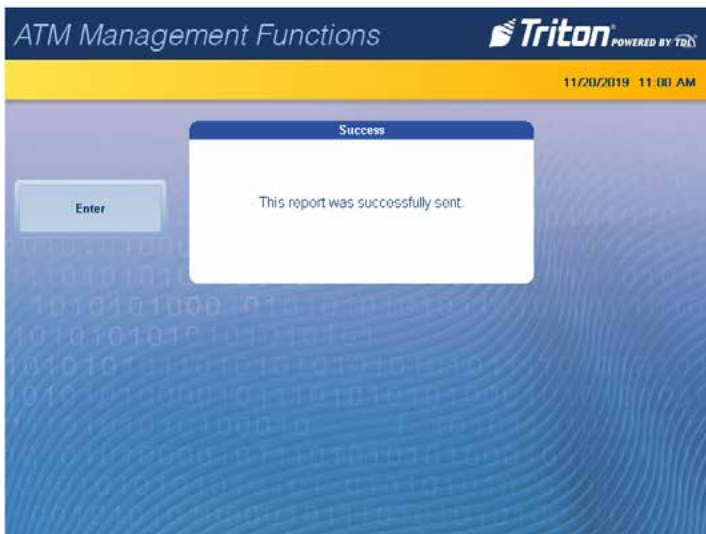 ATM Management Functions
Triton POWERED BY TDL
11/20/2019 11:00 AM
Success
This report was successfully sent.
Enter